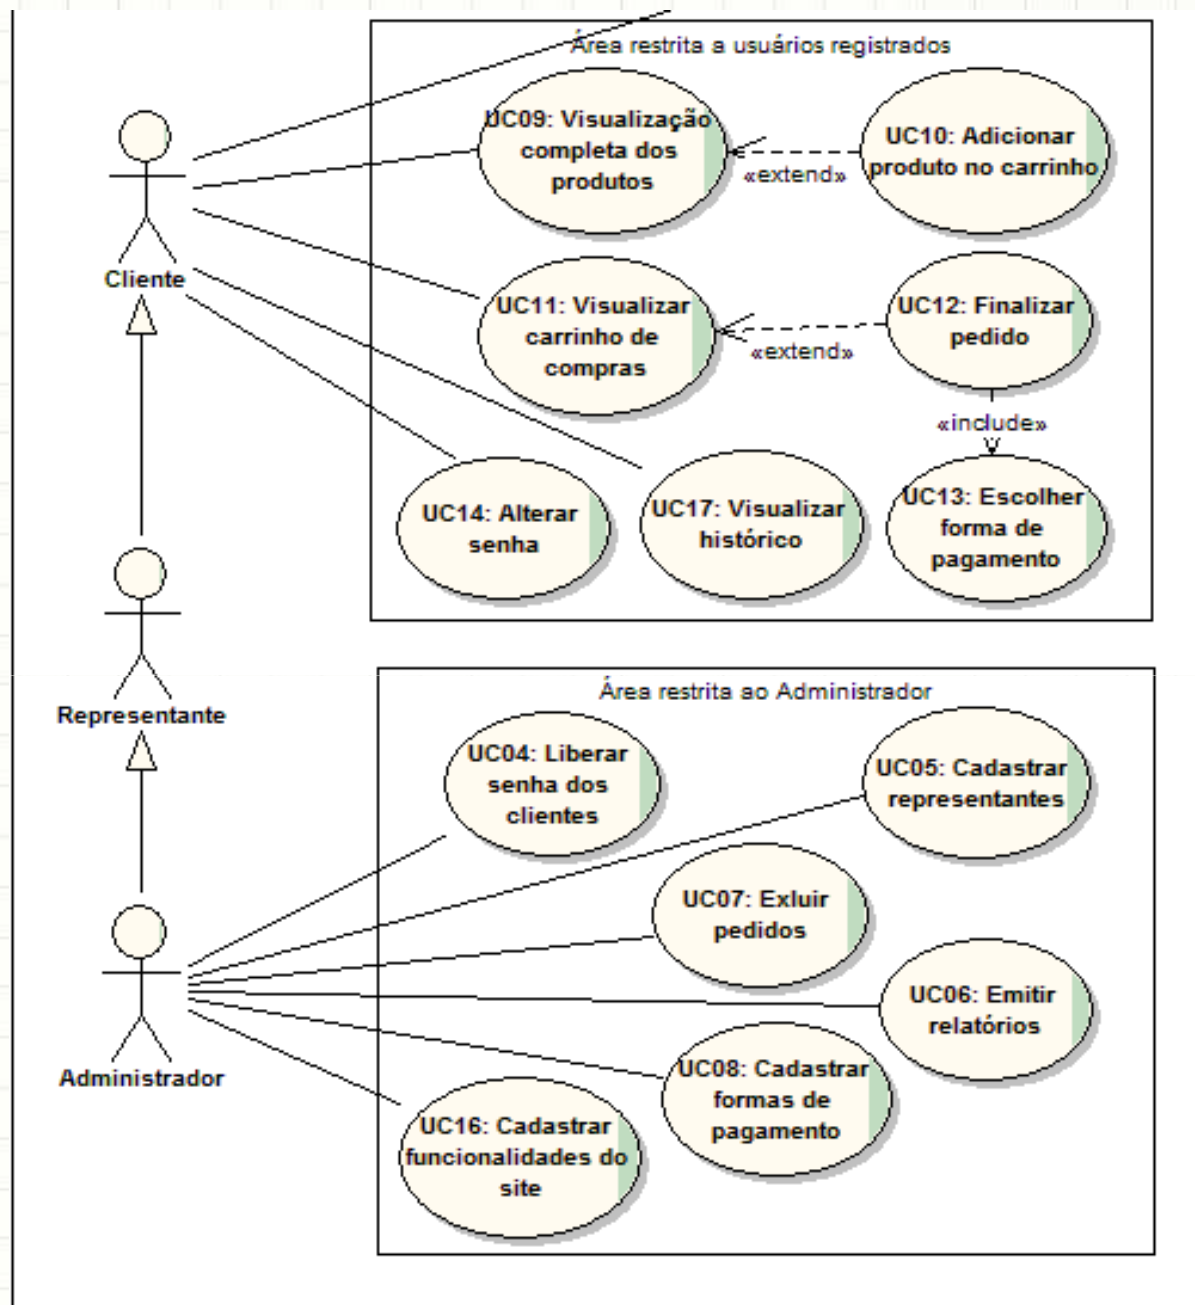 Área restrita a usuários registrados
UC09: Visualização
completa dos
produtos
UC10: Adicionar
produto no carrinho
«extend»
Cliente
UC11: Visualizar
carrinho de
compras
UC12: Finalizar
pedido
«extend»
«include»
UC14: Alterar
senha
UC17: Visualizar
histórico
UC13: Escolher
forma de
pagamento
Representante
Área restrita ao Administrador
UC04: Liberar
senha dos
clientes
UC05: Cadastrar
representantes
UC07: Exluir
pedidos
UC06: Emitir
relatórios
Administrador
UC08: Cadastrar
formas de
pagamento
UC16: Cadastrar
funcionalidades do
site